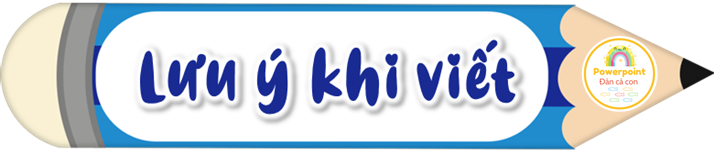 Lưu ý khi viết
Powerpoint
Đàn cá con